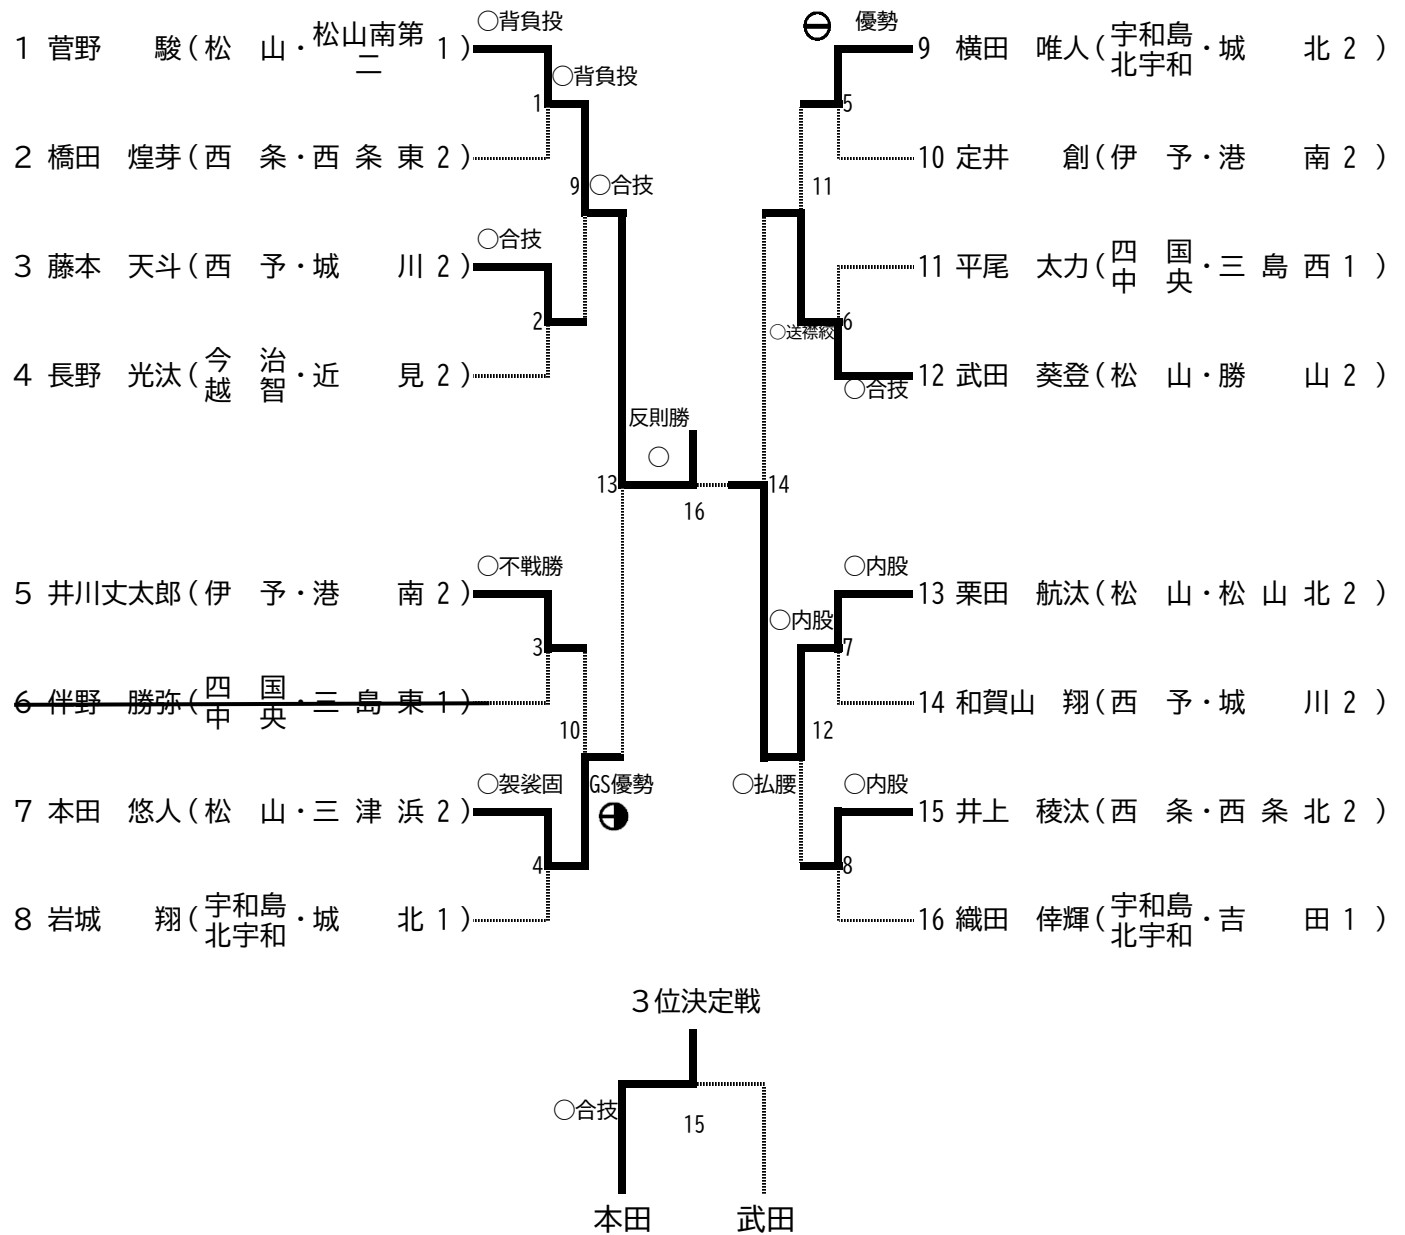 ○背負投
1 菅野 駿(松 山・松山南第二 1)
○背負投
1
2 橋田 煌芽(西 条・西 条 東 2)
9
○合技
○合技
3 藤本 天斗(西 予・城 川 2)
2
4 長野 光汰(今 治越 智・近 見 2)
反則勝
○
13
16
14
○不戦勝
5 井川丈太郎(伊 予・港 南 2)
3
6 伴野 勝弥(四 国中 央・三 島 東 1)
10
○袈裟固
GS優勢
7 本田 悠人(松 山・三 津 浜 2)
4
8 岩城 翔(宇和島北宇和・城 北 1)
優勢
9 横田 唯人(宇和島北宇和・城 北 2)
5
10 定井 創(伊 予・港 南 2)
11
11 平尾 太力(四 国中 央・三 島 西 1)
○送襟絞
6
12 武田 葵登(松 山・勝 山 2)
○合技
○内股
13 栗田 航汰(松 山・松 山 北 2)
○内股
7
14 和賀山 翔(西 予・城 川 2)
12
○払腰
○内股
15 井上 稜汰(西 条・西 条 北 2)
8
16 織田 倖輝(宇和島北宇和・吉 田 1)
3位決定戦
○合技
15
本田 武田